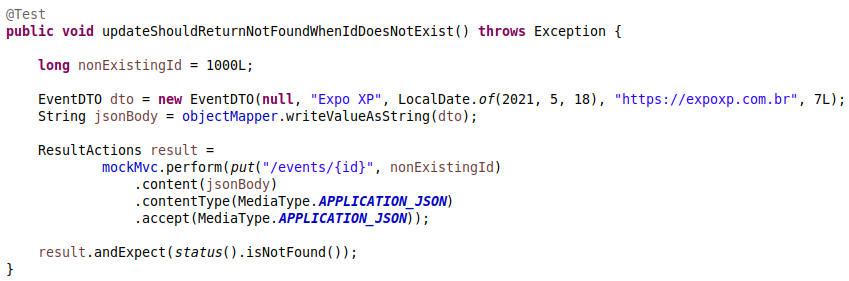 @Test
public void updateShouldReturnNotFoundWhenIdDoesNotExist() throws Exception {
    long nonExistingId = 1000L;
    EventDTO dto = new EventDTO(null, "Expo XP", LocalDate.of(2021, 5, 18), "https://expoxp.com.br", 7L);
    String jsonBody = objectMapper.writeValueAsString(dto);
    ResultActions result =
            mockMvc.perform(put("/events/{id}", nonExistingId)
                .content(jsonBody)
                .contentType(MediaType.APPLICATION_JSON)
                .accept(MediaType.APPLICATION_JSON));
    result.andExpect(status().isNotFound());
}